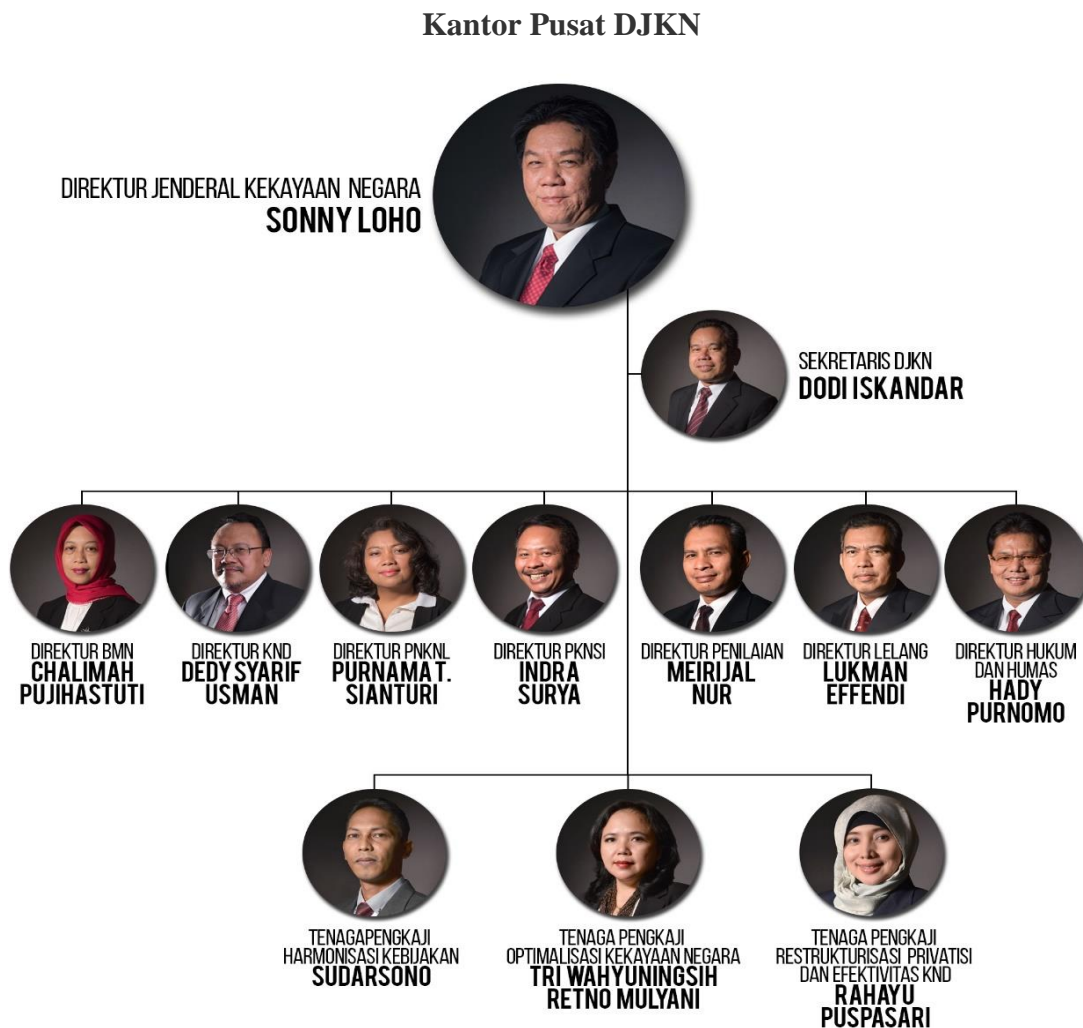 Kantor Pusat DJKN
DIREKTUR JENDERAL KEKAYAAN NEGARA
SONNY LOHO
SEKRETARIS DJKN
DODI ISKANDAR
DIREKTUR BMN
CHALIMAH
PUJIHASTUTI
DIREKTUR KND
DEDY SYARIF
USMAN
DIREKTUR PNKNL
PURNAMA T.
SIANTURI
DIREKTUR PKNSI
INDRA
SURYA
DIREKTUR PENILAIAN
MEIRIJAL
NUR
DIREKTUR LELANG
LUKMAN
EFFENDI
DIREKTUR HUKUM
DAN HUMAS
HADY
PURNOMO
TENAGAPENGKAJI
HARMONISASI KEBIJAKAN
SUDARSONO
TENAGA PENGKAJI
OPTIMALISASI KEKAYAAN NEGARA
TRI WAHYUNINGSIH
RETNO MULYANI
TENAGA PENGKAJI
RESTRUKTURISASI PRIVATISI
DAN EFEKTIVITAS KND
RAHAYU
PUSPASARI